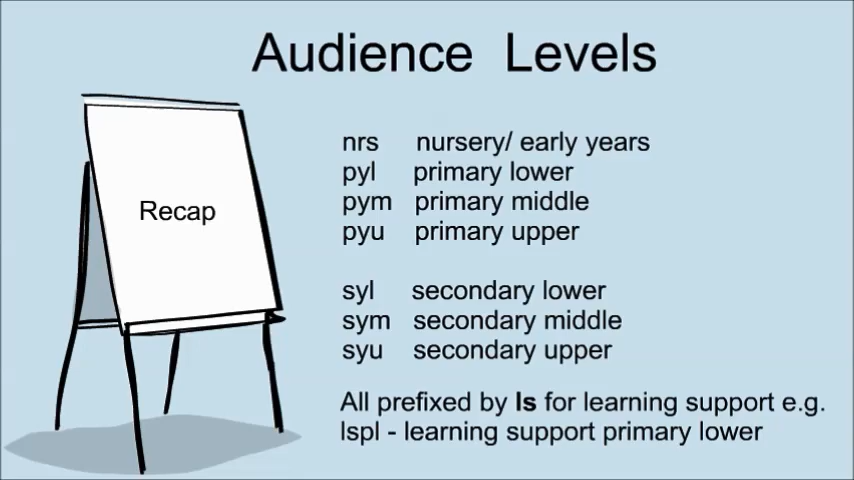 Audience Levels
Recap
nrs nursery/ early years
pyl primary lower
pym primary middle
pyu primary upper
syl secondary lower
sym secondary middle
syu secondary upper
All prefixed by ls for learning support e.g.
lspl - learning support primary lower